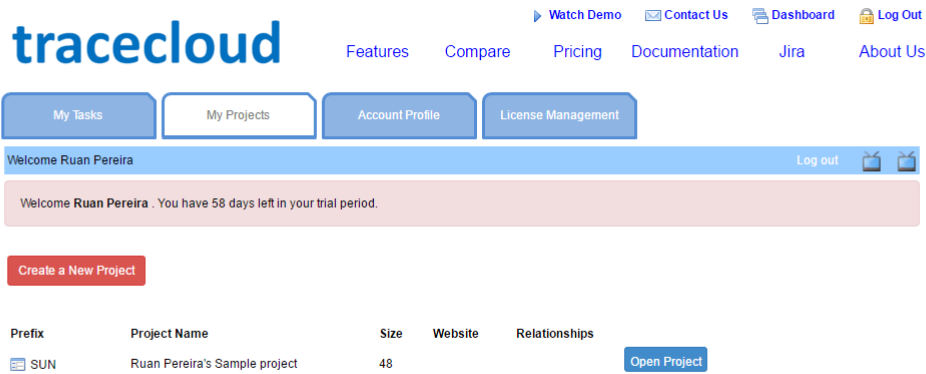 Watch Demo Contact Us Dashboard Log Out
tracecloud
Features Compare Pricing Documentation Jira About Us
My Tasks My Projects Account Profile License Management
Welcome Ruan Pereira Log out
Welcome Ruan Pereira . You have 58 days left in your trial period.
Create a New Project
Prefix Project Name Size Website Relationships
SUN Ruan Pereira's Sample project 48 Open Project